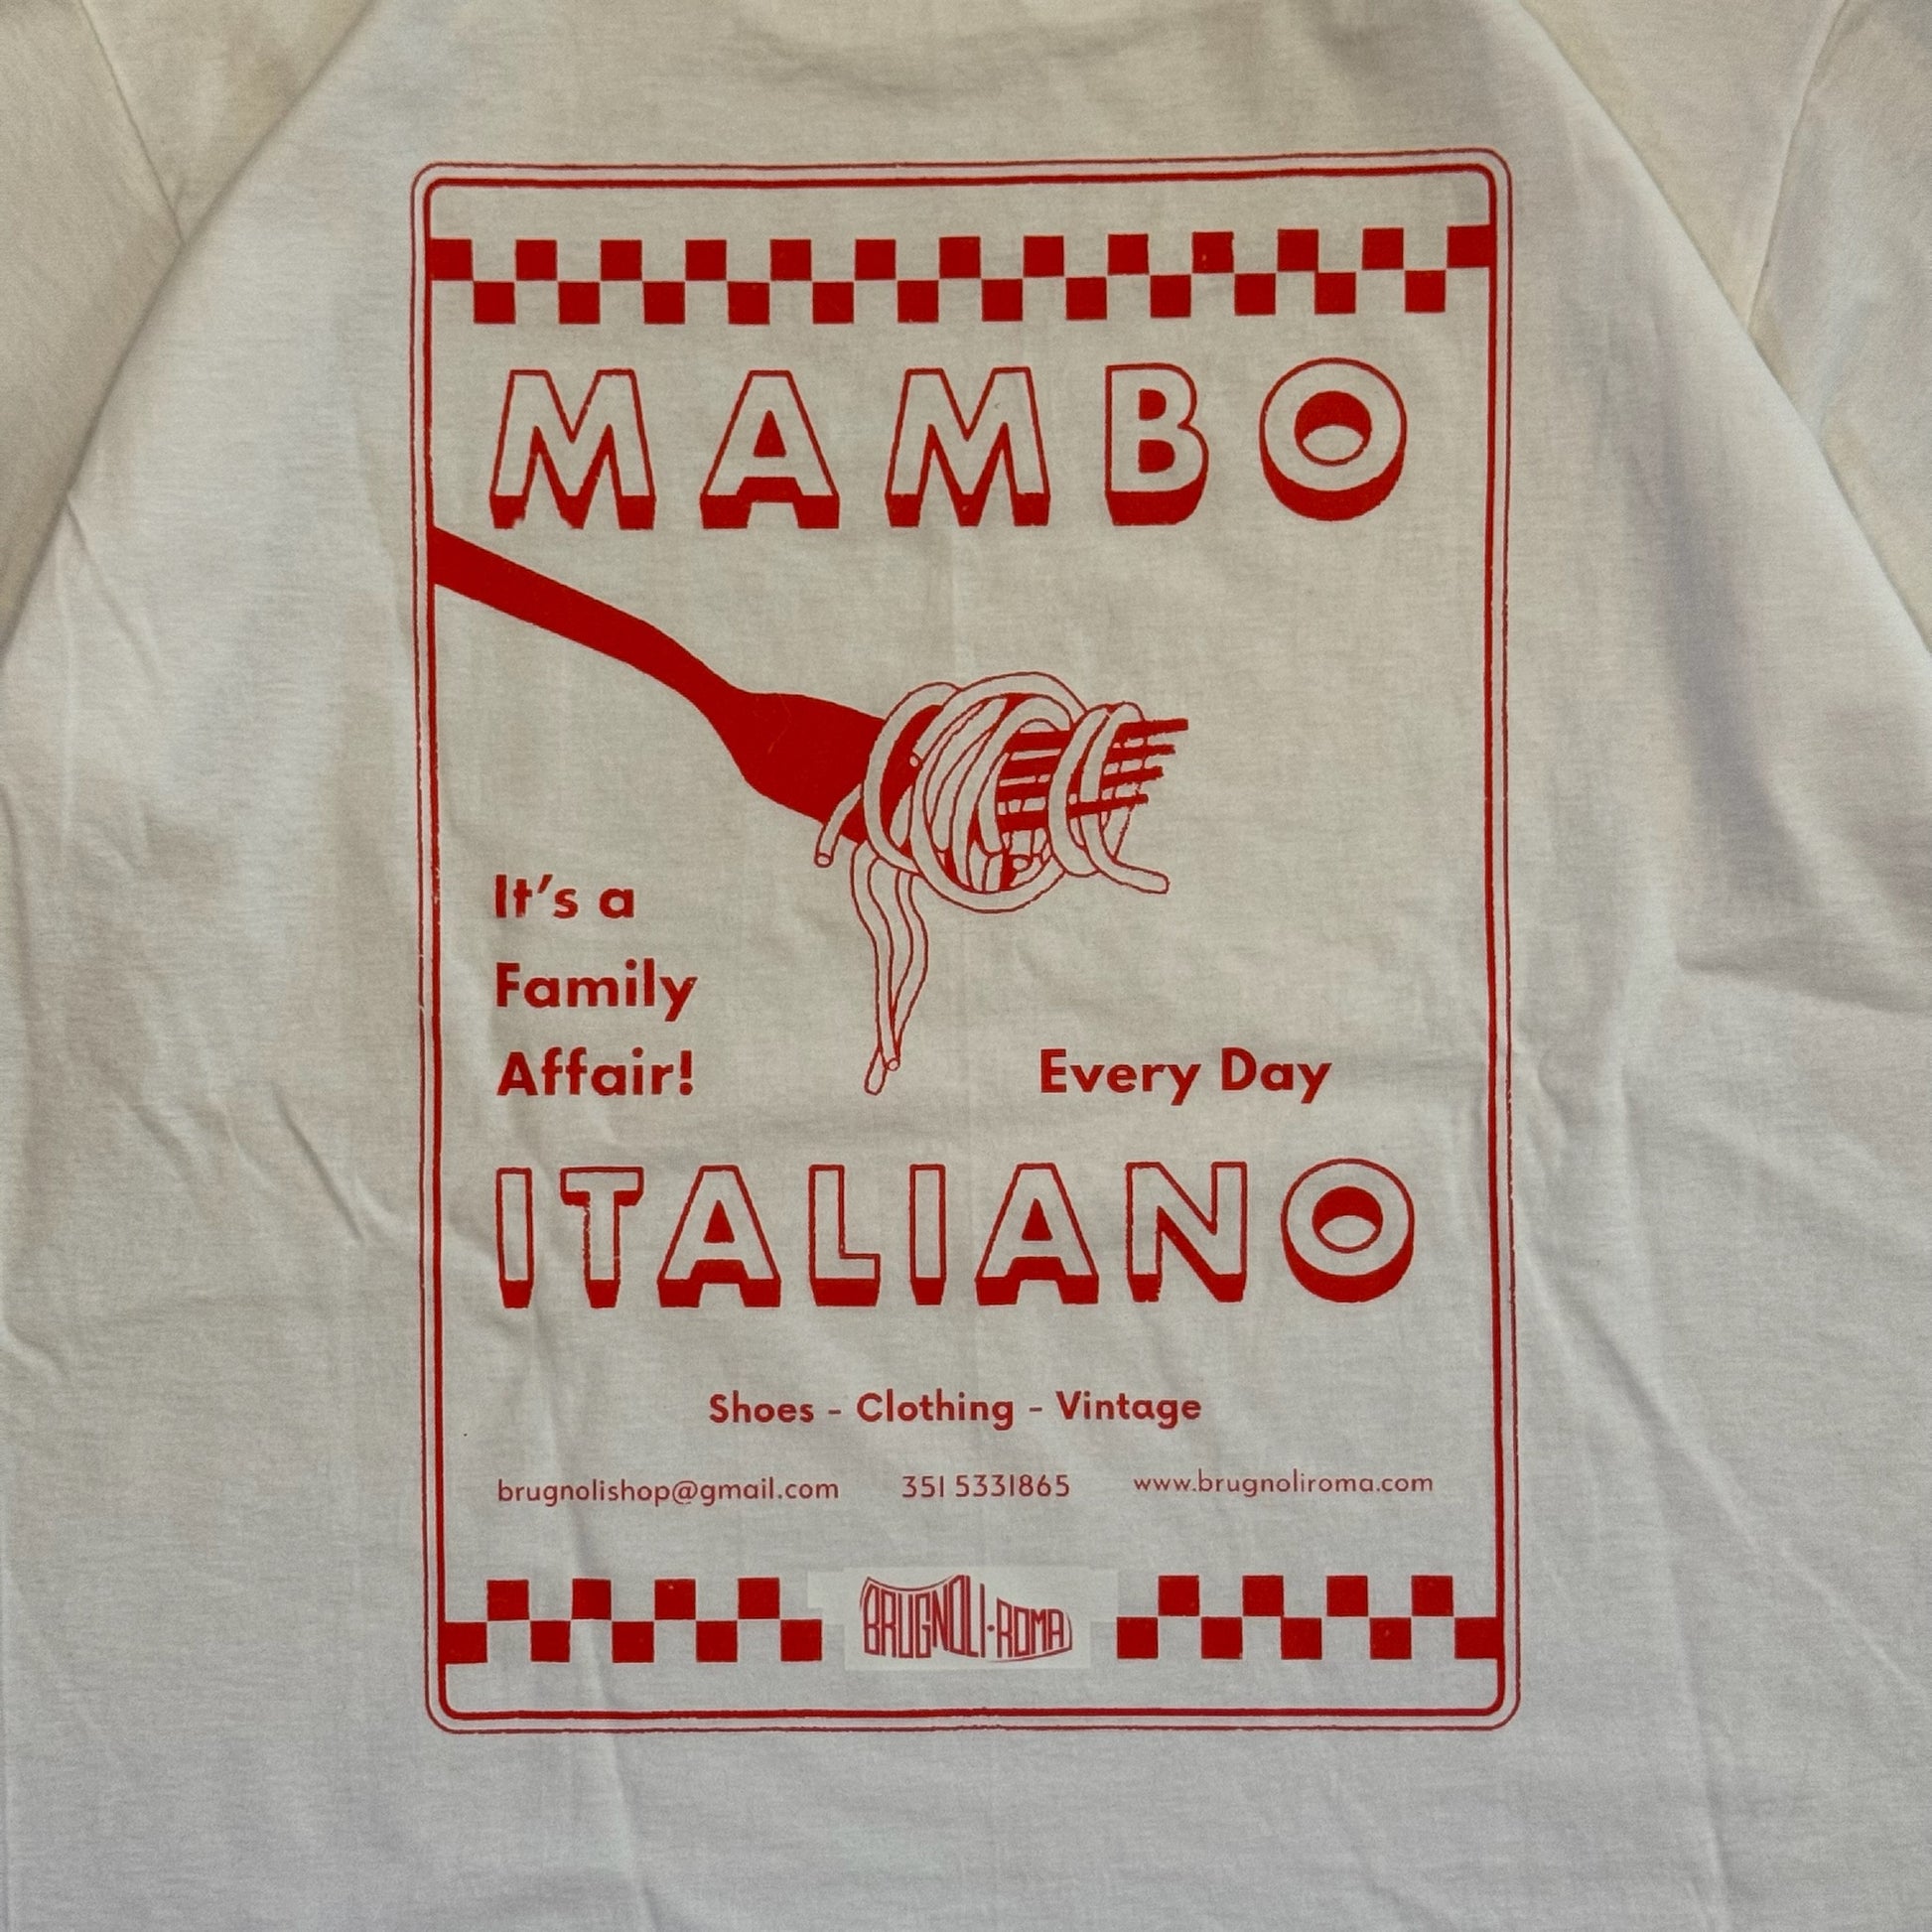 MAMBO
It's a
Family
Affair!
Every Day
ITALIANO
Shoes - Clothing - Vintage
brugnolishop@gmail.com 351 5331865 www.brugnoliroma.com
BRUGNOLI-ROMA